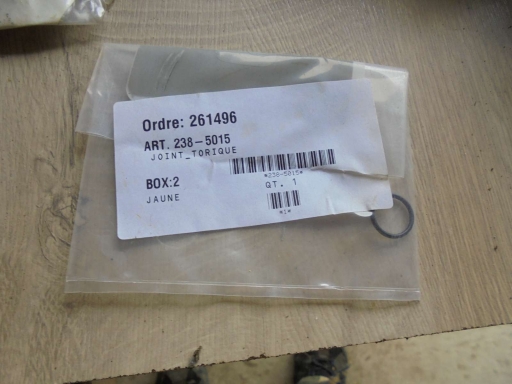 Ordre: 261496
ART. 238-5015
JOINT_TORIQUE
*238-5015*
BOX:2
QT. 1
JAUNE
*1*